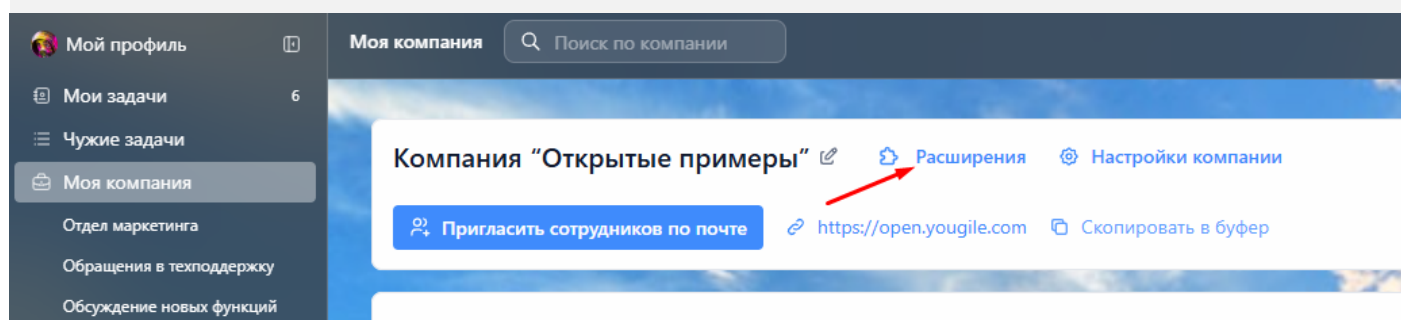 Мой профиль
Моя компания
Поиск по компании
Мои задачи 6
Чужие задачи
Моя компания
Отдел маркетинга
Обращения в техподдержку
Обсуждение новых функций
Компания “Открытые примеры”
Расширения
Настройки компании
Пригласить сотрудников по почте
https://open.yougile.com
Скопировать в буфер